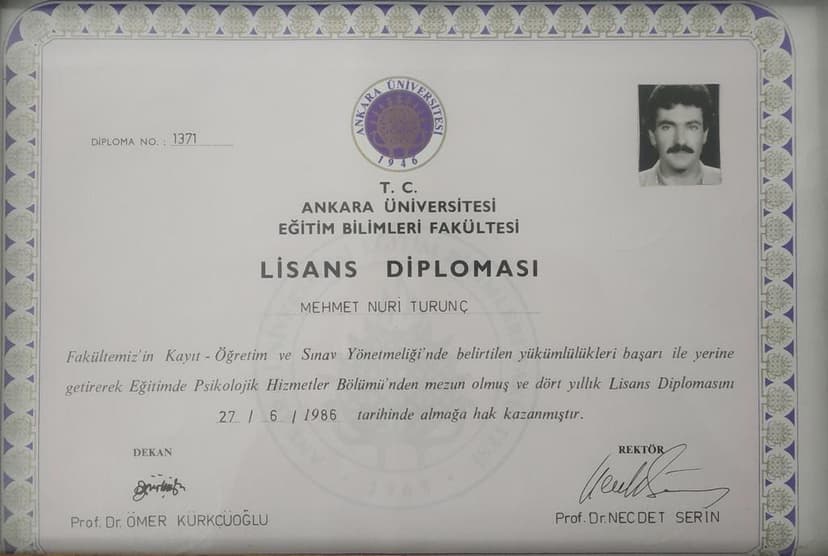 ANKARA ÜNİVERSİTESİ
1946
DİPLOMA NO. : 1371
T. C.
ANKARA ÜNİVERSİTESİ
EĞİTİM BİLİMLERİ FAKÜLTESİ
LİSANS DİPLOMASI
MEHMET NURİ TURUNÇ
Fakültemiz'in Kayıt - Öğretim ve Sınav Yönetmeliği'nde belirtilen yükümlülükleri başarı ile yerine
getirerek Eğitimde Psikolojik Hizmetler Bölümü'nden mezun olmuş ve dört yıllık Lisans Diplomasını
27 / 6 / 1986 tarihinde almağa hak kazanmıştır.
DEKAN
REKTÖR
Prof. Dr. ÖMER KÜRKÇÜOĞLU
Prof. Dr. NECDET SERİN